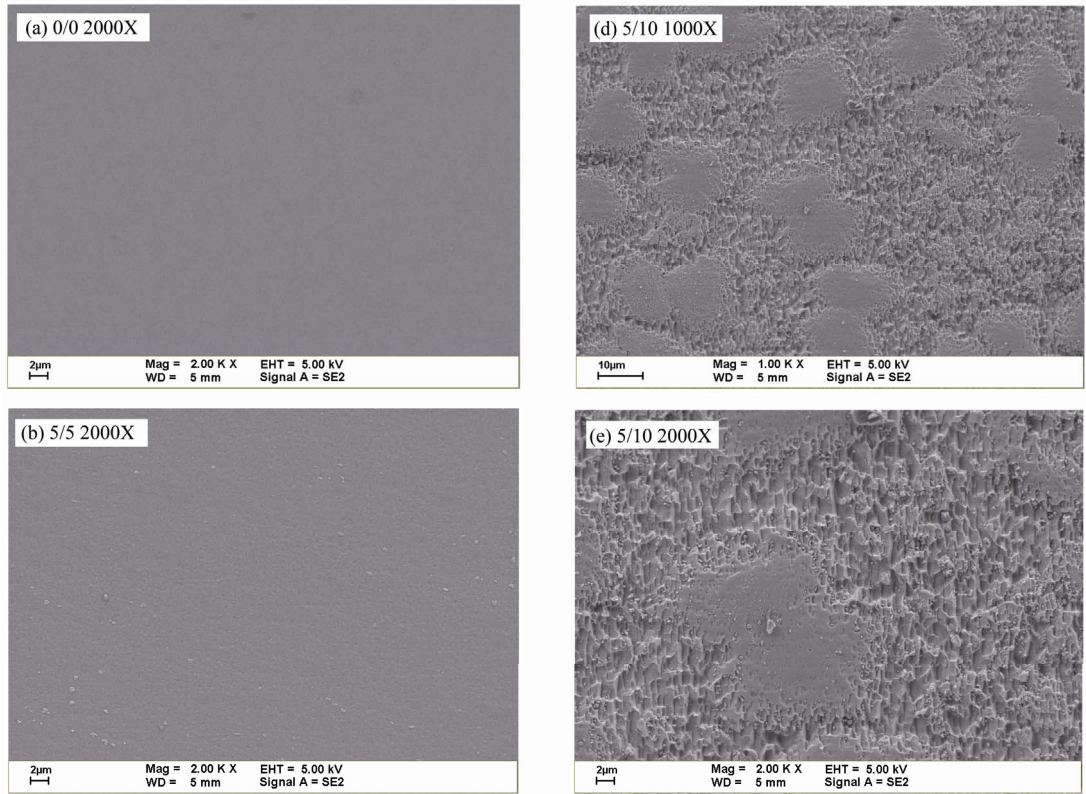 (a) 0/0 2000X
2μm
Mag = 2.00 K X EHT = 5.00 kV
WD = 5 mm Signal A = SE2
(d) 5/10 1000X
10μm
Mag = 1.00 K X EHT = 5.00 kV
WD = 5 mm Signal A = SE2
(b) 5/5 2000X
2μm
Mag = 2.00 K X EHT = 5.00 kV
WD = 5 mm Signal A = SE2
(e) 5/10 2000X
2μm
Mag = 2.00 K X EHT = 5.00 kV
WD = 5 mm Signal A = SE2